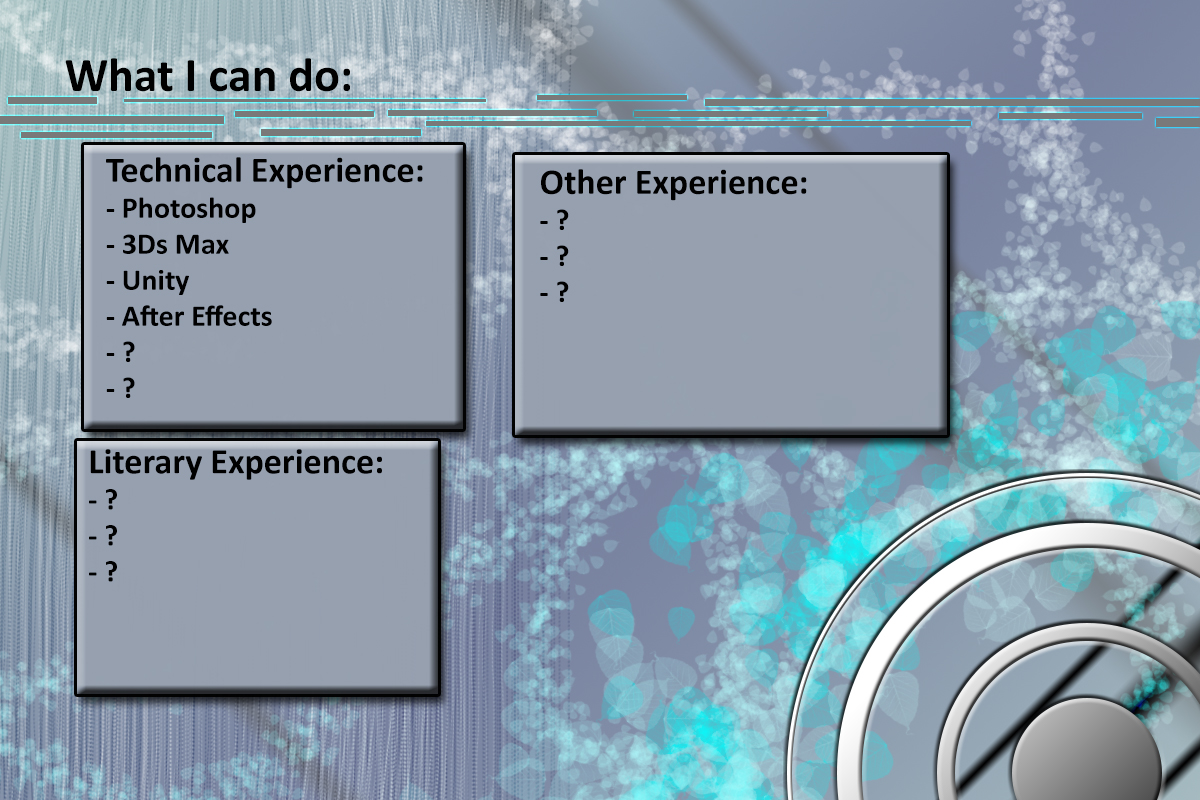 What I can do:
Technical Experience:
- Photoshop
- 3Ds Max
- Unity
- After Effects
- ?
- ?
Other Experience:
- ?
- ?
- ?
Literary Experience:
- ?
- ?
- ?